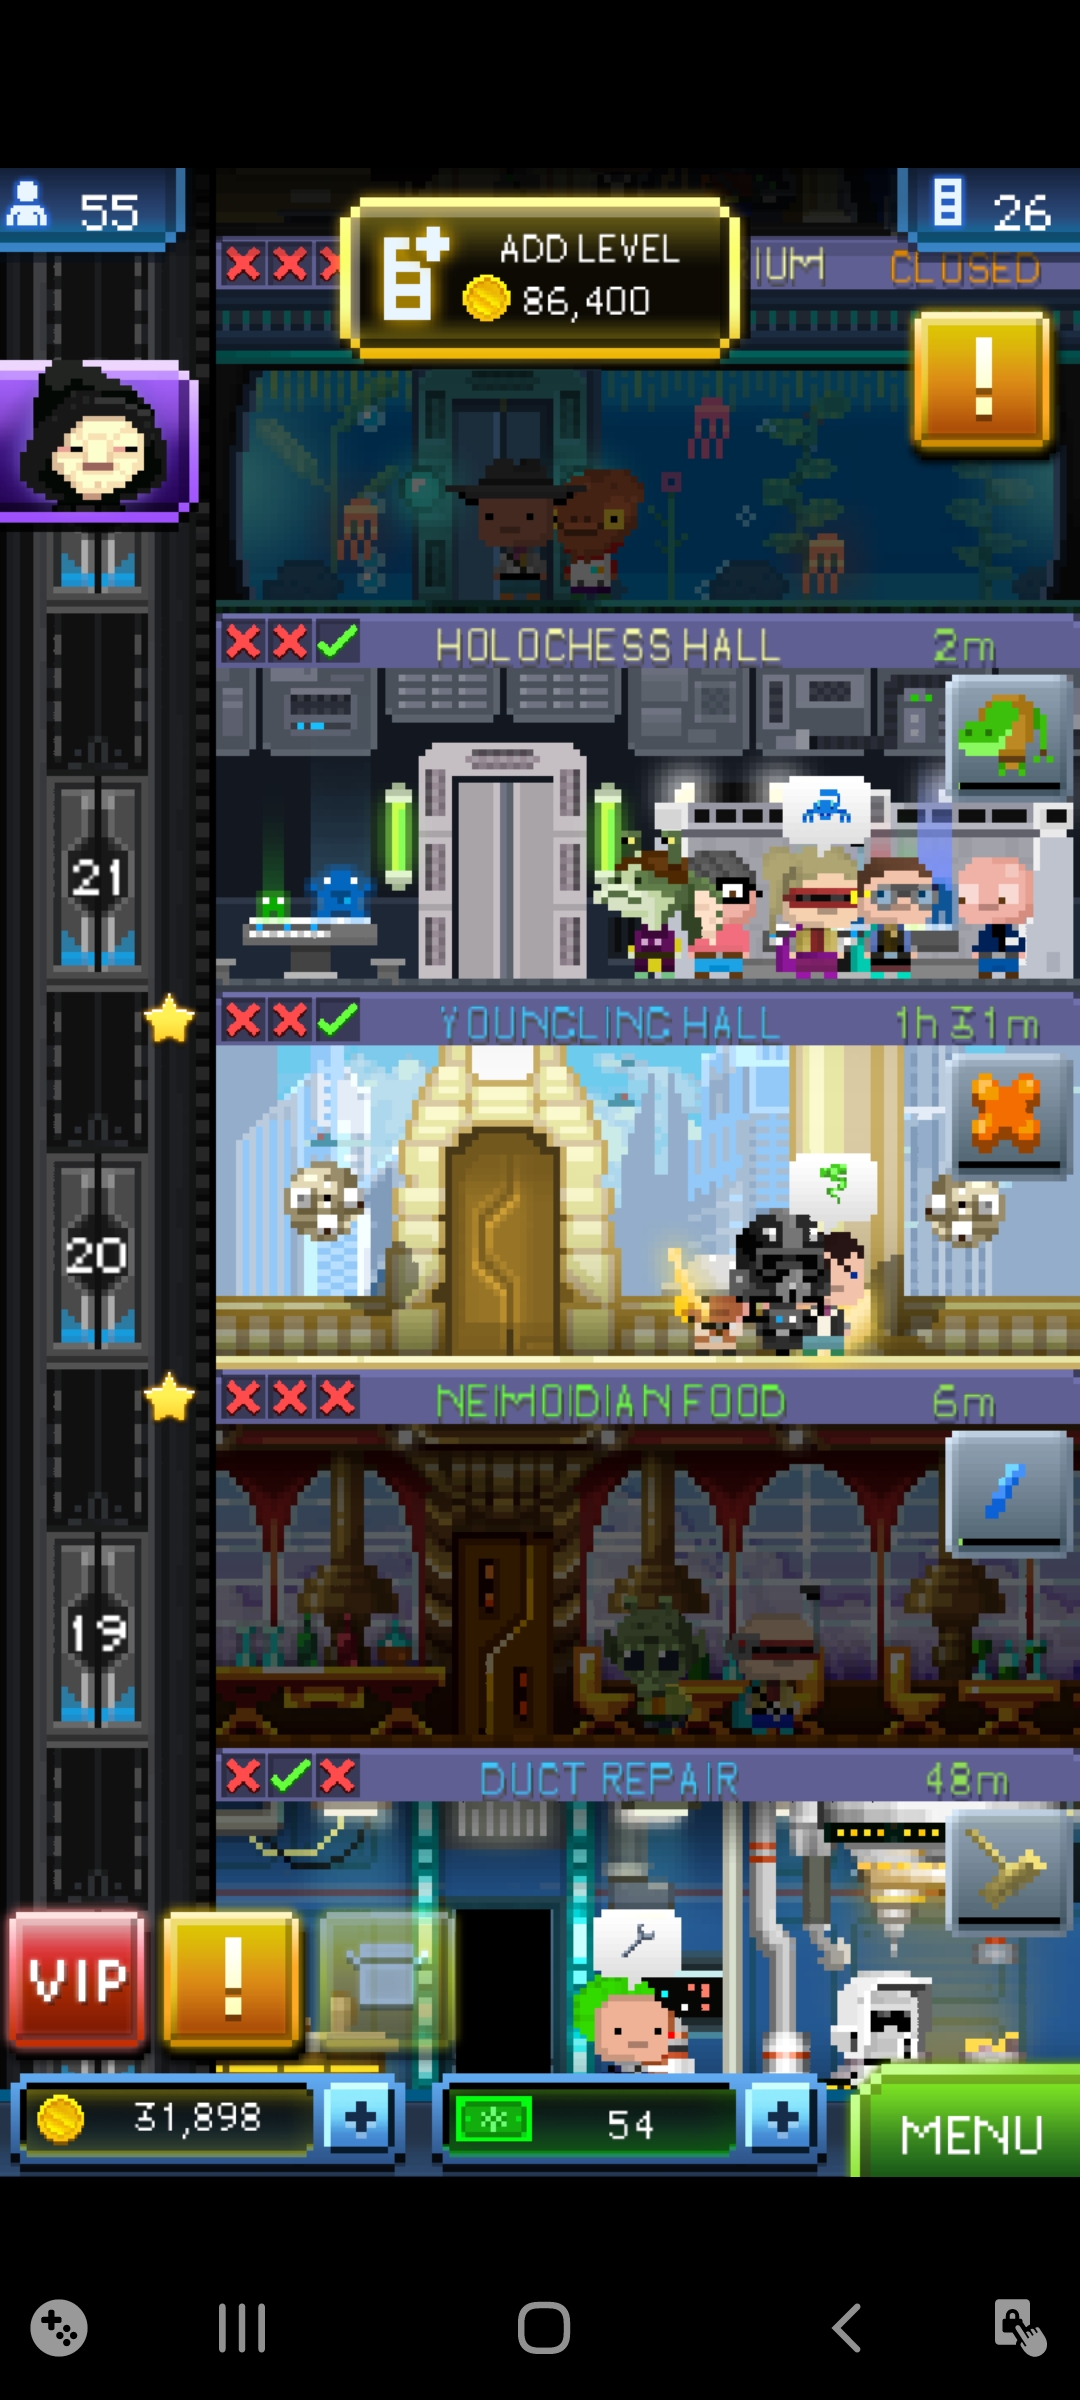 55
ADD LEVEL
86,400
26
IUM
CLOSED
HOLOCHESS HALL
2m
21
YOUNGLING HALL
1h 31m
20
NEIMOIDIAN FOOD
6m
19
DUCT REPAIR
48m
!
VIP
!
31,898
+
54
+
MENU